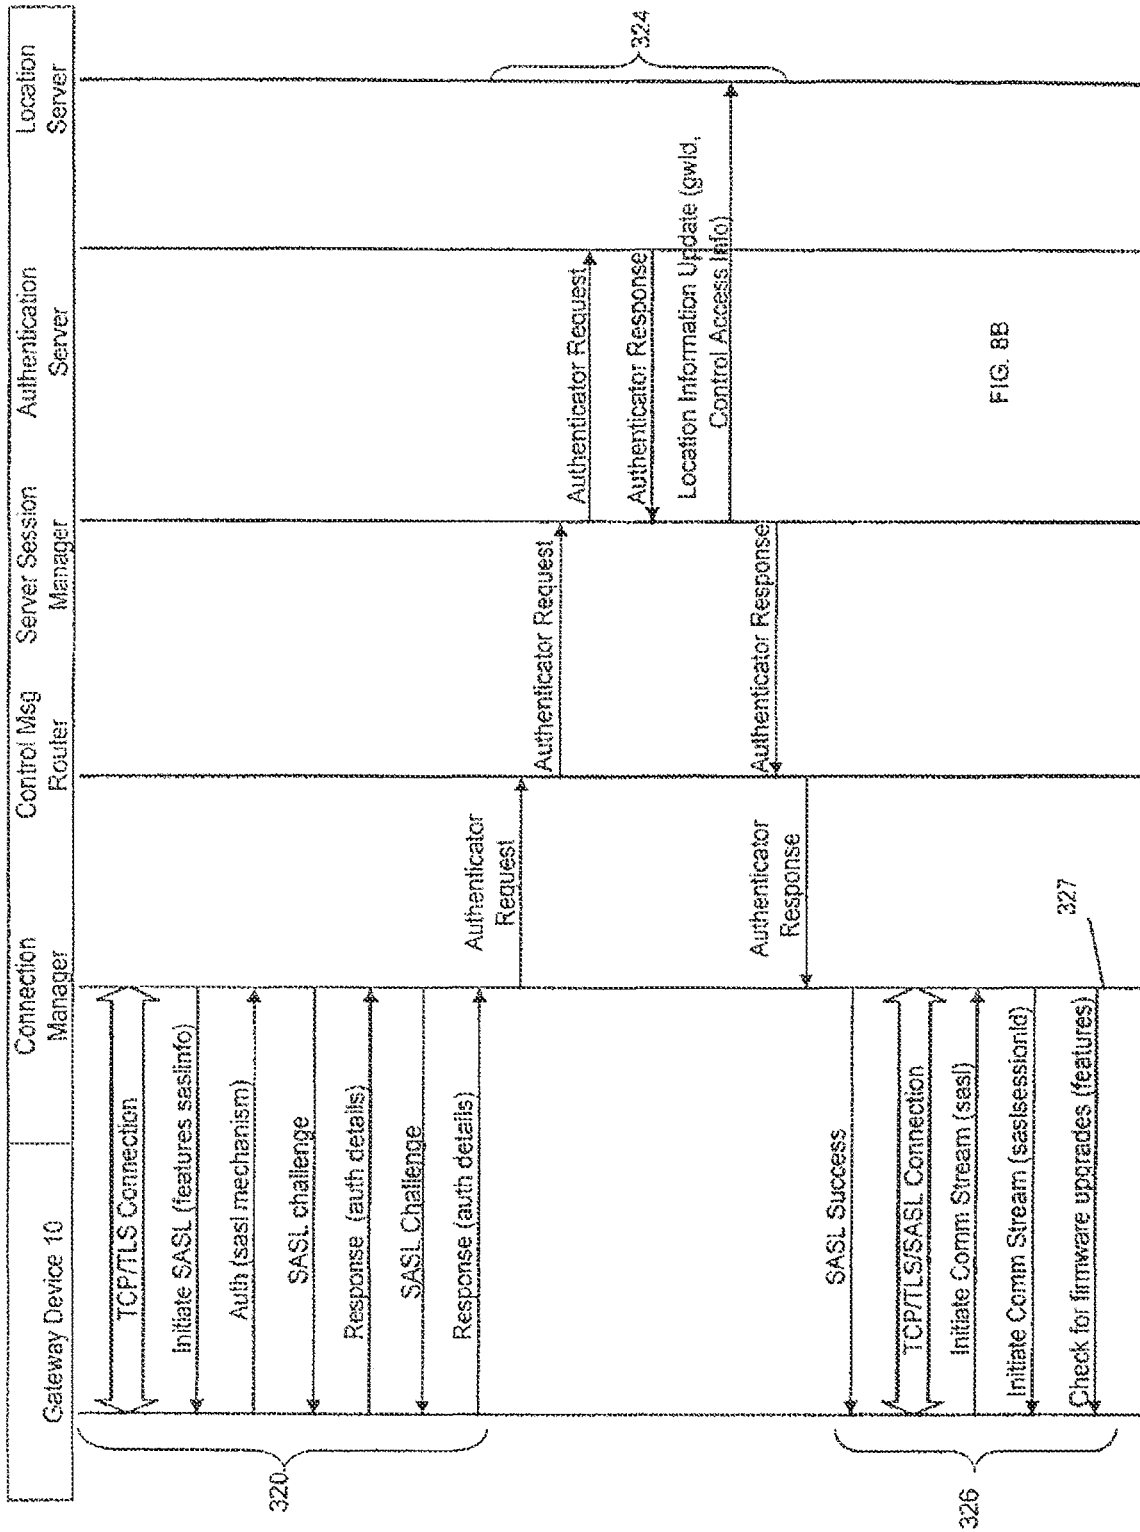 Gateway Device 10
Connection
Manager
Control Msg
Router
Server Session
Manager
Authentication
Server
Location
Server
320
TCP/TLS Connection
Initiate SASL (features saslinfo)
Auth (sasl mechanism)
SASL challenge
Response (auth details)
SASL Challenge
Response (auth details)
Authenticator
Request
Authenticator Request
Authenticator Request
324
Authenticator Response
Location Information Update (gwId,
Control Access Info)
Authenticator Response
Authenticator
Response
326
SASL Success
TCP/TLS/SASL Connection
Initiate Comm Stream (sasl)
Initiate Comm Stream (saslsessionId)
Check for firmware upgrades (features)
327
FIG. 8B